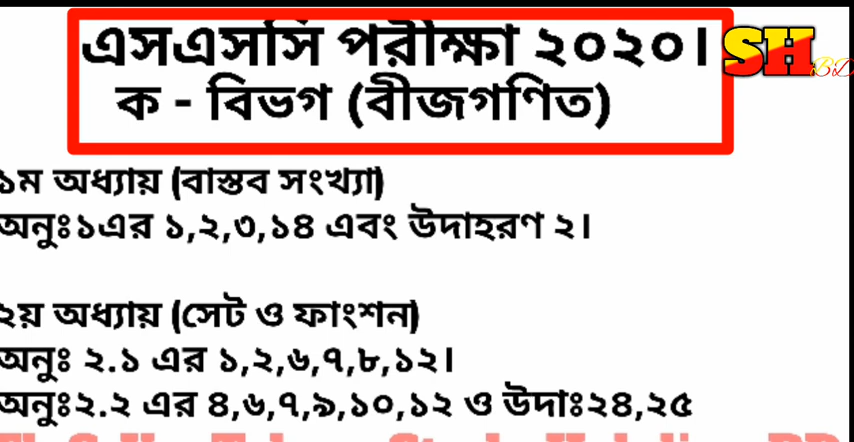 এসএসসি পরীক্ষা ২০২০।
ক - বিভগ (বীজগণিত)
SH
BD
১ম অধ্যায় (বাস্তব সংখ্যা)
অনুঃ১এর ১,২,৩,১৪ এবং উদাহরণ ২।
২য় অধ্যায় (সেট ও ফাংশন)
অনুঃ ২.১ এর ১,২,৬,৭,৮,১২।
অনুঃ২.২ এর ৪,৬,৭,৯,১০,১২ ও উদাঃ২৪,২৫